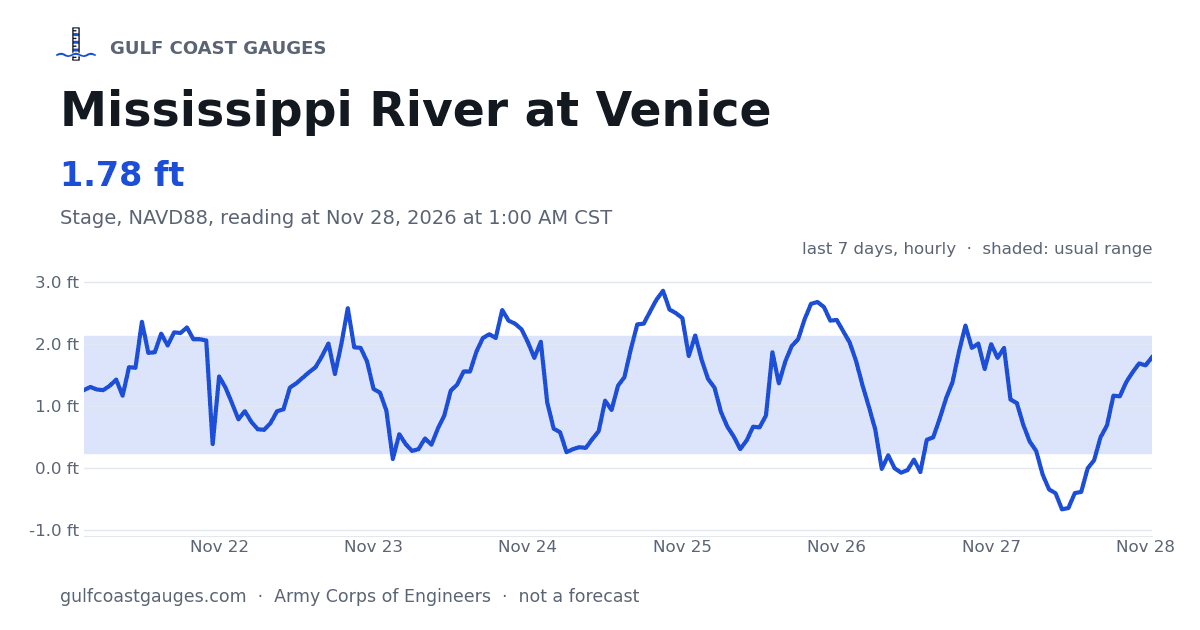 GULF COAST GAUGES
Mississippi River at Venice
1.78 ft
Stage, NAVD88, reading at Nov 28, 2026 at 1:00 AM CST
last 7 days, hourly · shaded: usual range
3.0 ft
2.0 ft
1.0 ft
0.0 ft
-1.0 ft
Nov 22 Nov 23 Nov 24 Nov 25 Nov 26 Nov 27 Nov 28
gulfcoastgauges.com · Army Corps of Engineers · not a forecast